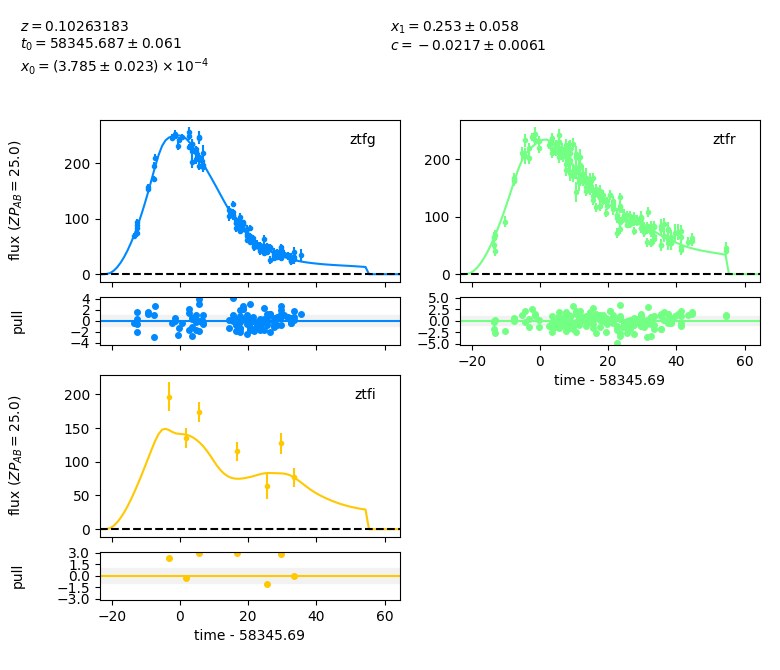 z = 0.10263183
x₁ = 0.253 ± 0.058
t₀ = 58345.687 ± 0.061
c = −0.0217 ± 0.0061
x₀ = (3.785 ± 0.023) × 10⁻⁴
flux (ZP_AB = 25.0)
200
100
0
ztfg
200
100
0
ztfr
pull
4
2
0
−2
−4
5.0
2.5
0.0
−2.5
−5.0
−20 0 20 40 60
time - 58345.69
flux (ZP_AB = 25.0)
200
150
100
50
0
ztfi
pull
3.0
1.5
0.0
−1.5
−3.0
−20 0 20 40 60
time - 58345.69